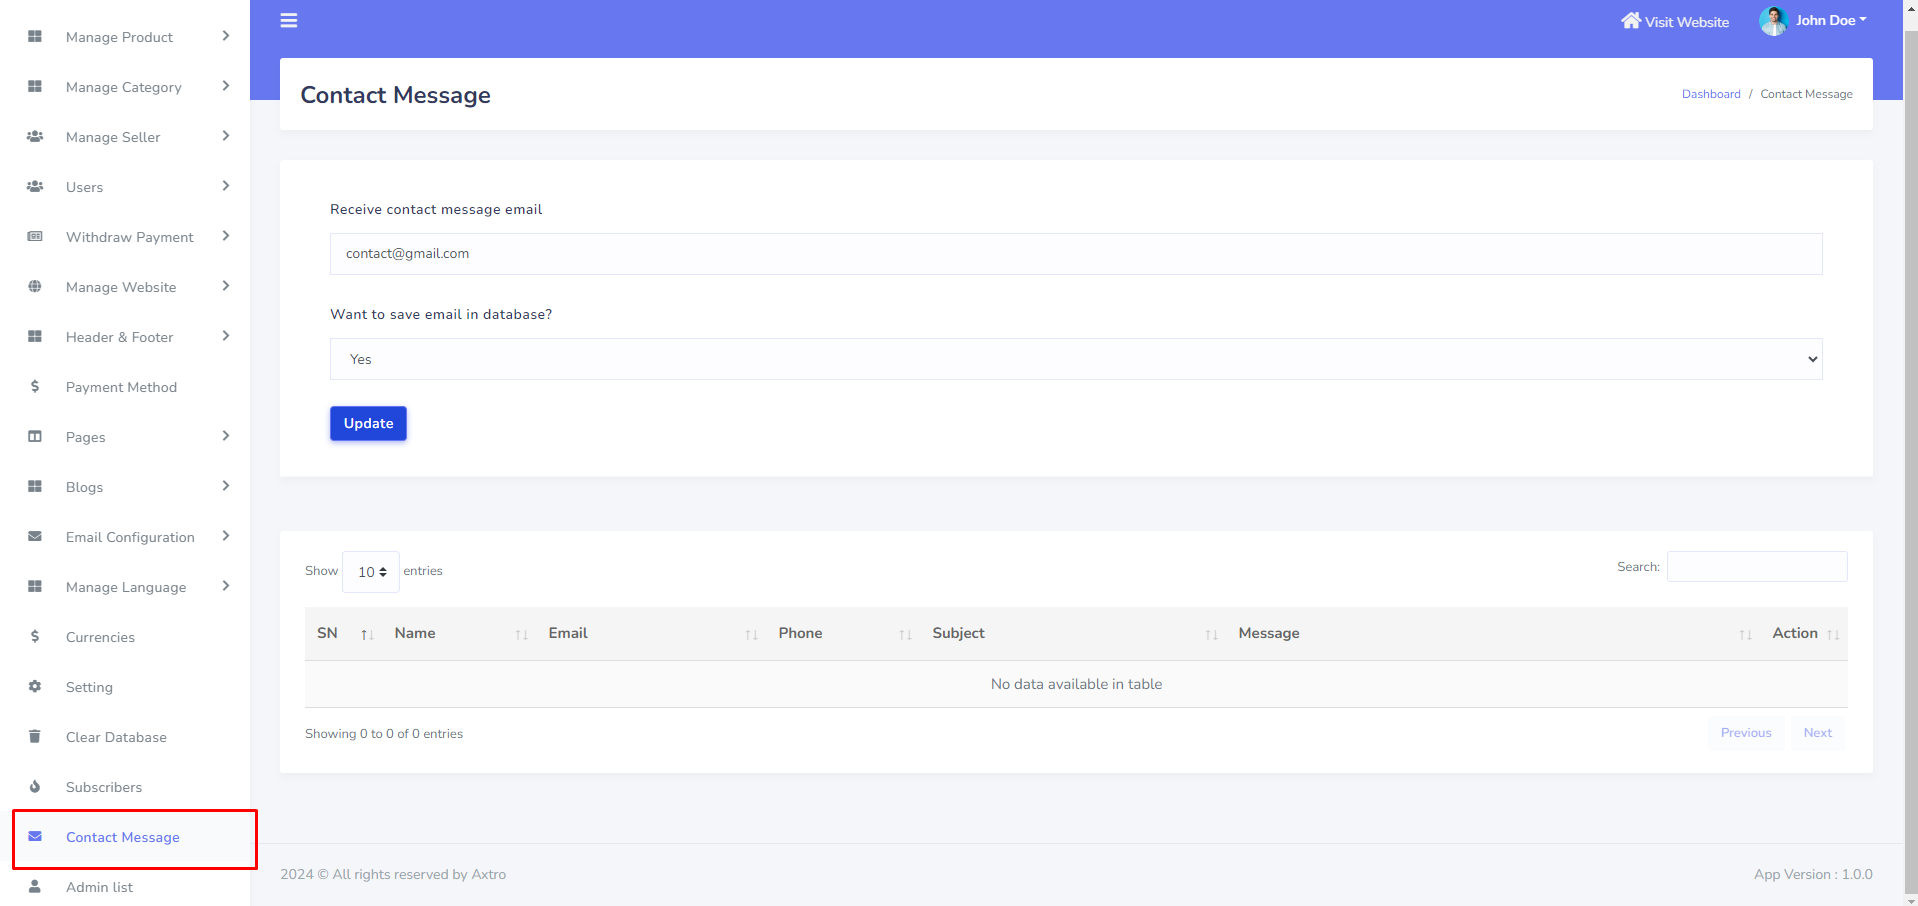 Manage Product
Manage Category
Manage Seller
Users
Withdraw Payment
Manage Website
Header & Footer
Payment Method
Pages
Blogs
Email Configuration
Manage Language
Currencies
Setting
Clear Database
Subscribers
Contact Message
Admin list
Visit Website
John Doe
Contact Message
Dashboard / Contact Message
Receive contact message email
contact@gmail.com
Want to save email in database?
Yes
Update
Show 10 entries
Search:
SN Name Email Phone Subject Message Action
No data available in table
Showing 0 to 0 of 0 entries
Previous Next
2024 © All rights reserved by Axtro
App Version : 1.0.0